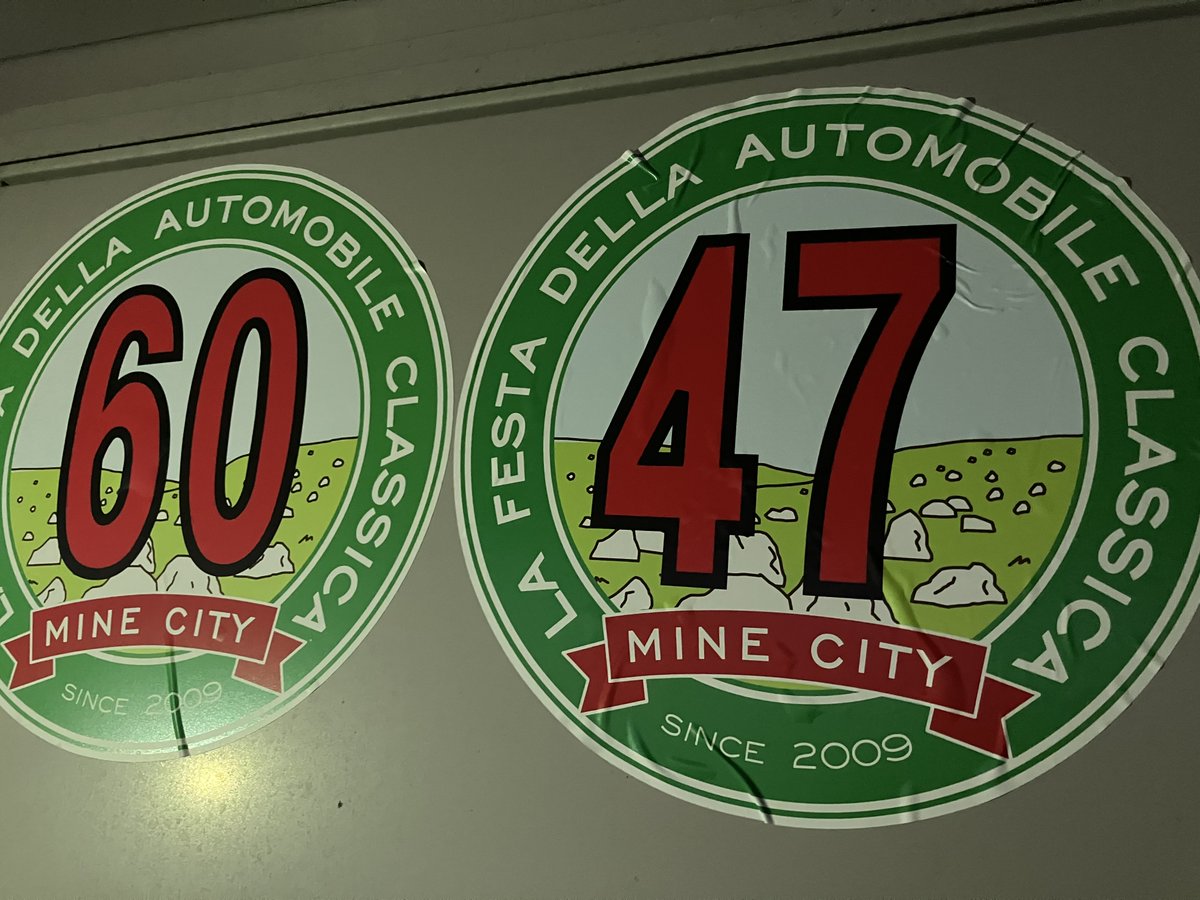 DELLA AUTOMOBILE CLASSICA
60
MINE CITY
SINCE 2009
LA FESTA DELLA AUTOMOBILE CLASSICA
47
MINE CITY
SINCE 2009